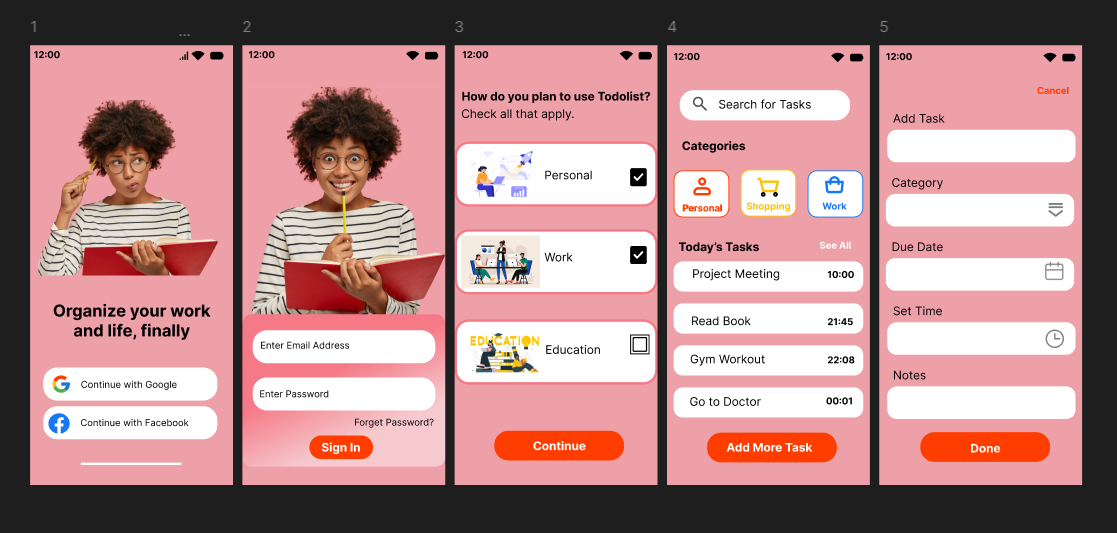 1
...
12:00
Organize your work
and life, finally
Continue with Google
Continue with Facebook
2
12:00
Enter Email Address
Enter Password
Forget Password?
Sign In
3
12:00
How do you plan to use Todolist?
Check all that apply.
Personal
Work
EDUCATION
Education
Continue
4
12:00
Search for Tasks
Categories
Personal
Shopping
Work
Today's Tasks
See All
Project Meeting
10:00
Read Book
21:45
Gym Workout
22:08
Go to Doctor
00:01
Add More Task
5
12:00
Cancel
Add Task
Category
Due Date
Set Time
Notes
Done